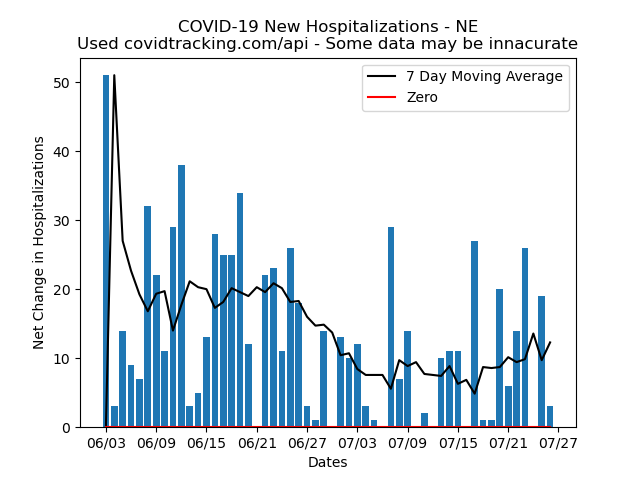 COVID-19 New Hospitalizations - NE
Used covidtracking.com/api - Some data may be innacurate
7 Day Moving Average
Zero
Net Change in Hospitalizations
50
40
30
20
10
0
06/03 06/09 06/15 06/21 06/27 07/03 07/09 07/15 07/21 07/27
Dates